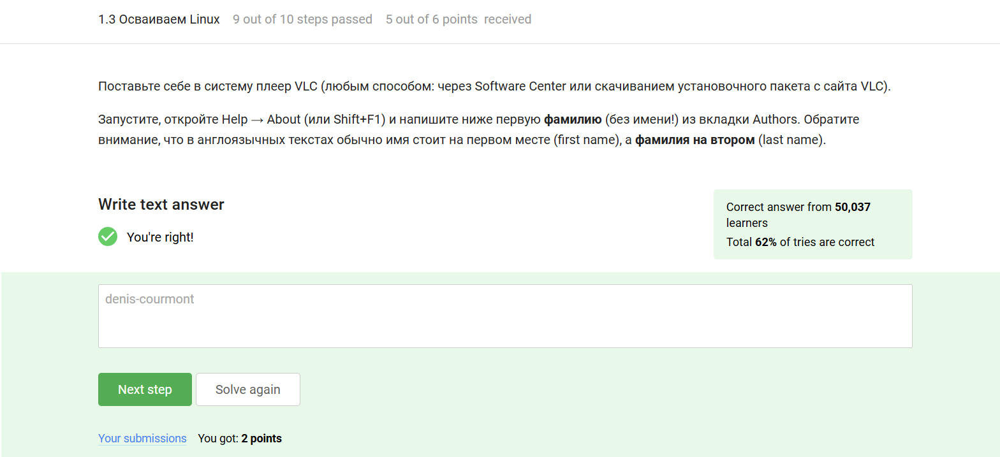 1.3 Осваиваем Linux 9 out of 10 steps passed 5 out of 6 points received
Поставьте себе в систему плеер VLC (любым способом: через Software Center или скачиванием установочного пакета с сайта VLC).
Запустите, откройте Help → About (или Shift+F1) и напишите ниже первую фамилию (без имени!) из вкладки Authors. Обратите
внимание, что в англоязычных текстах обычно имя стоит на первом месте (first name), а фамилия на втором (last name).
Write text answer
You're right!
Correct answer from 50,037
learners
Total 62% of tries are correct
denis-courmont
Next step Solve again
Your submissions You got: 2 points